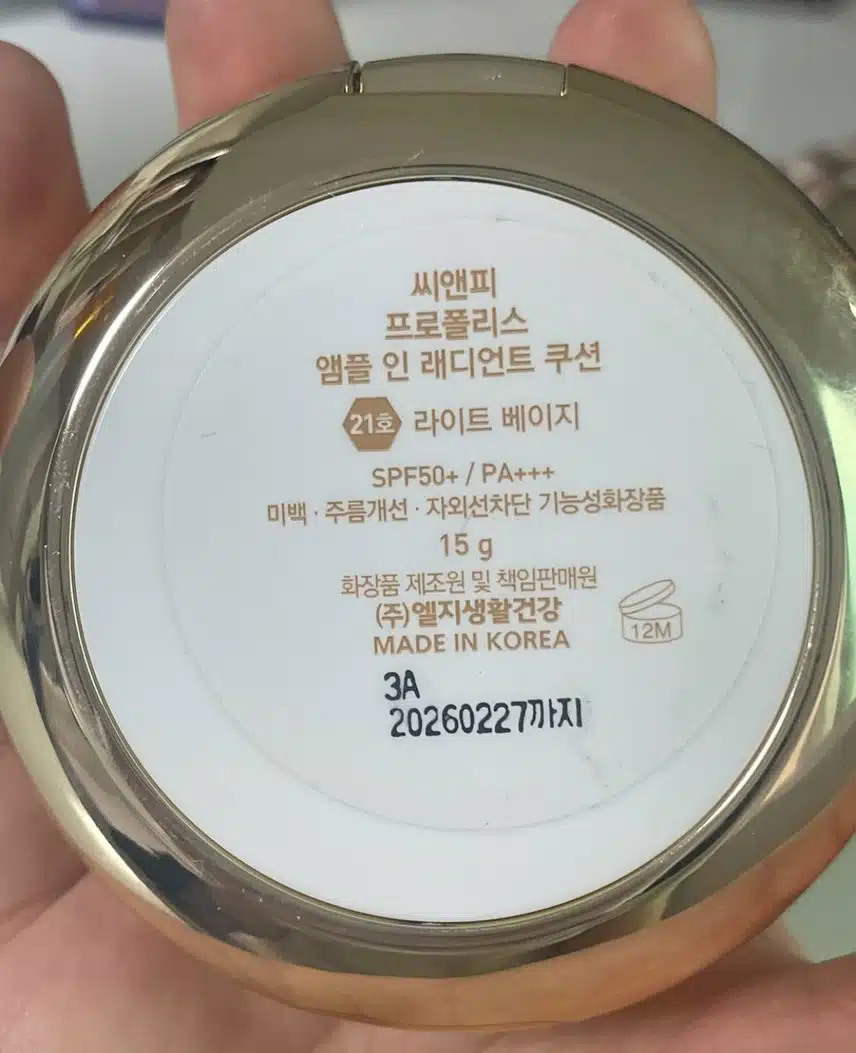 씨앤피
프로폴리스
앰플 인 래디언트 쿠션
21호 라이트 베이지
SPF50+ / PA+++
미백 · 주름개선 · 자외선차단 기능성화장품
15 g
화장품 제조원 및 책임판매원
(주)엘지생활건강
MADE IN KOREA
12M
3A
20260227까지